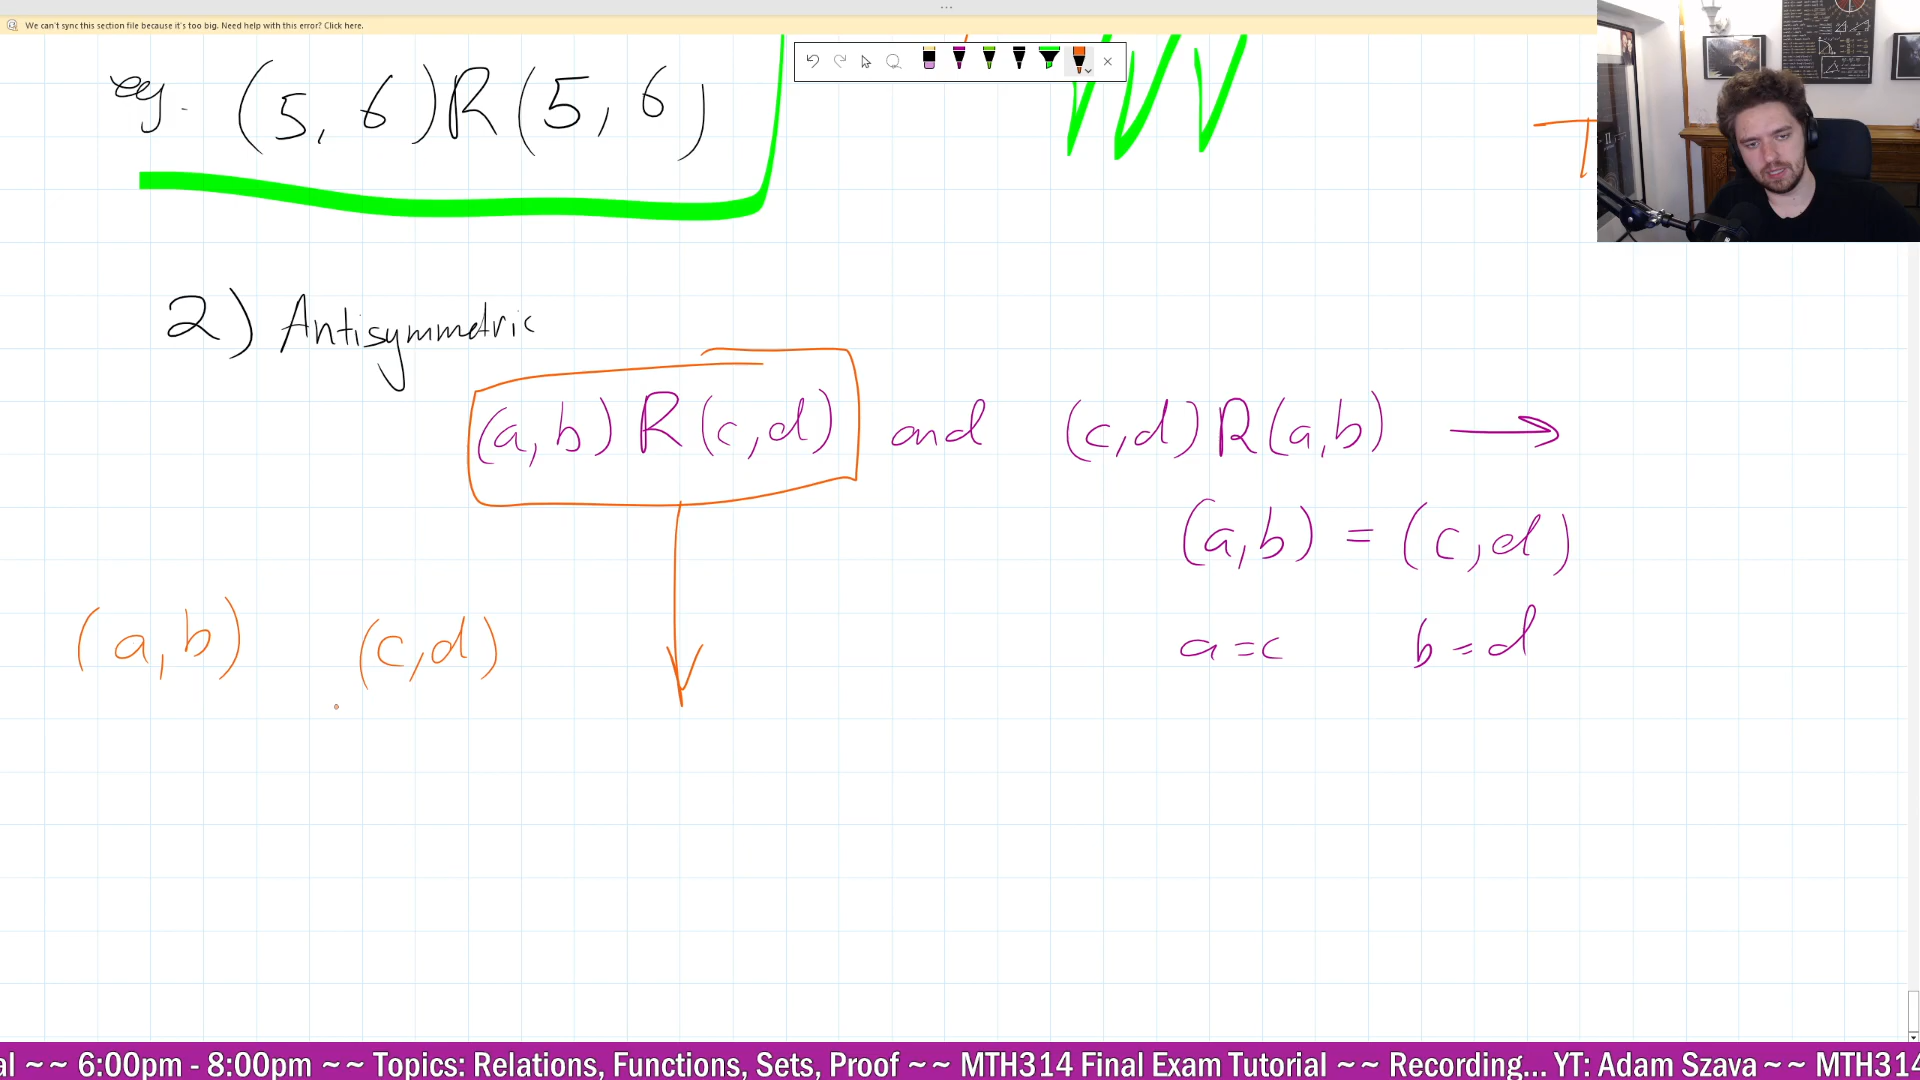 We can't sync this section file because it's too big. Need help with this error? Click here.
eg. (5, 6)R(5, 6)
2) Antisymmetric
(a,b) R (c,d) and (c,d) R (a,b) →
(a,b) = (c,d)
(a,b) (c,d)
a=c b=d
al ~~ 6:00pm - 8:00pm ~~ Topics: Relations, Functions, Sets, Proof ~~ MTH314 Final Exam Tutorial ~~ Recording... YT: Adam Szava ~~ MTH314